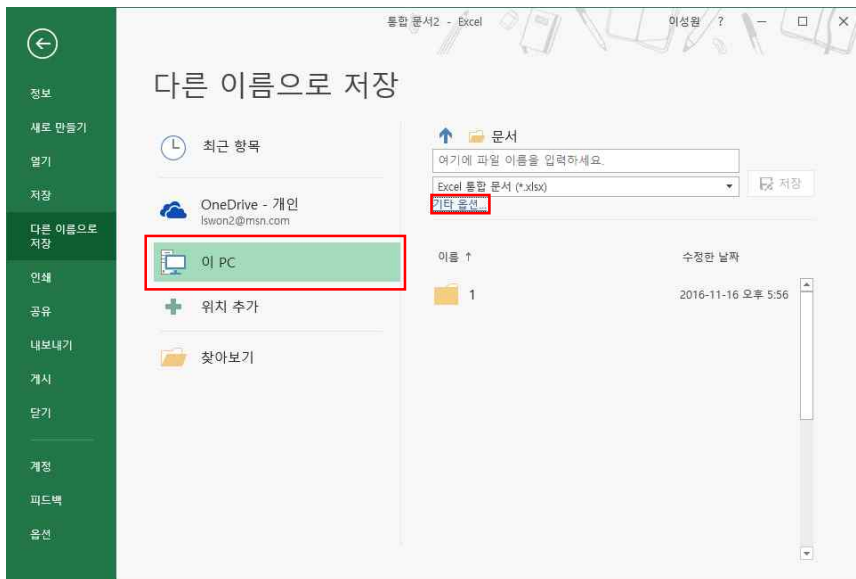 통합 문서2 - Excel
이성원 ?
정보
새로 만들기
열기
저장
다른 이름으로
저장
인쇄
공유
내보내기
게시
닫기
계정
피드백
옵션
다른 이름으로 저장
최근 항목
OneDrive - 개인
lswon2@msn.com
이 PC
위치 추가
찾아보기
문서
여기에 파일 이름을 입력하세요.
Excel 통합 문서 (*.xlsx)
저장
기타 옵션...
이름 ↑ 수정한 날짜
1 2016-11-16 오후 5:56